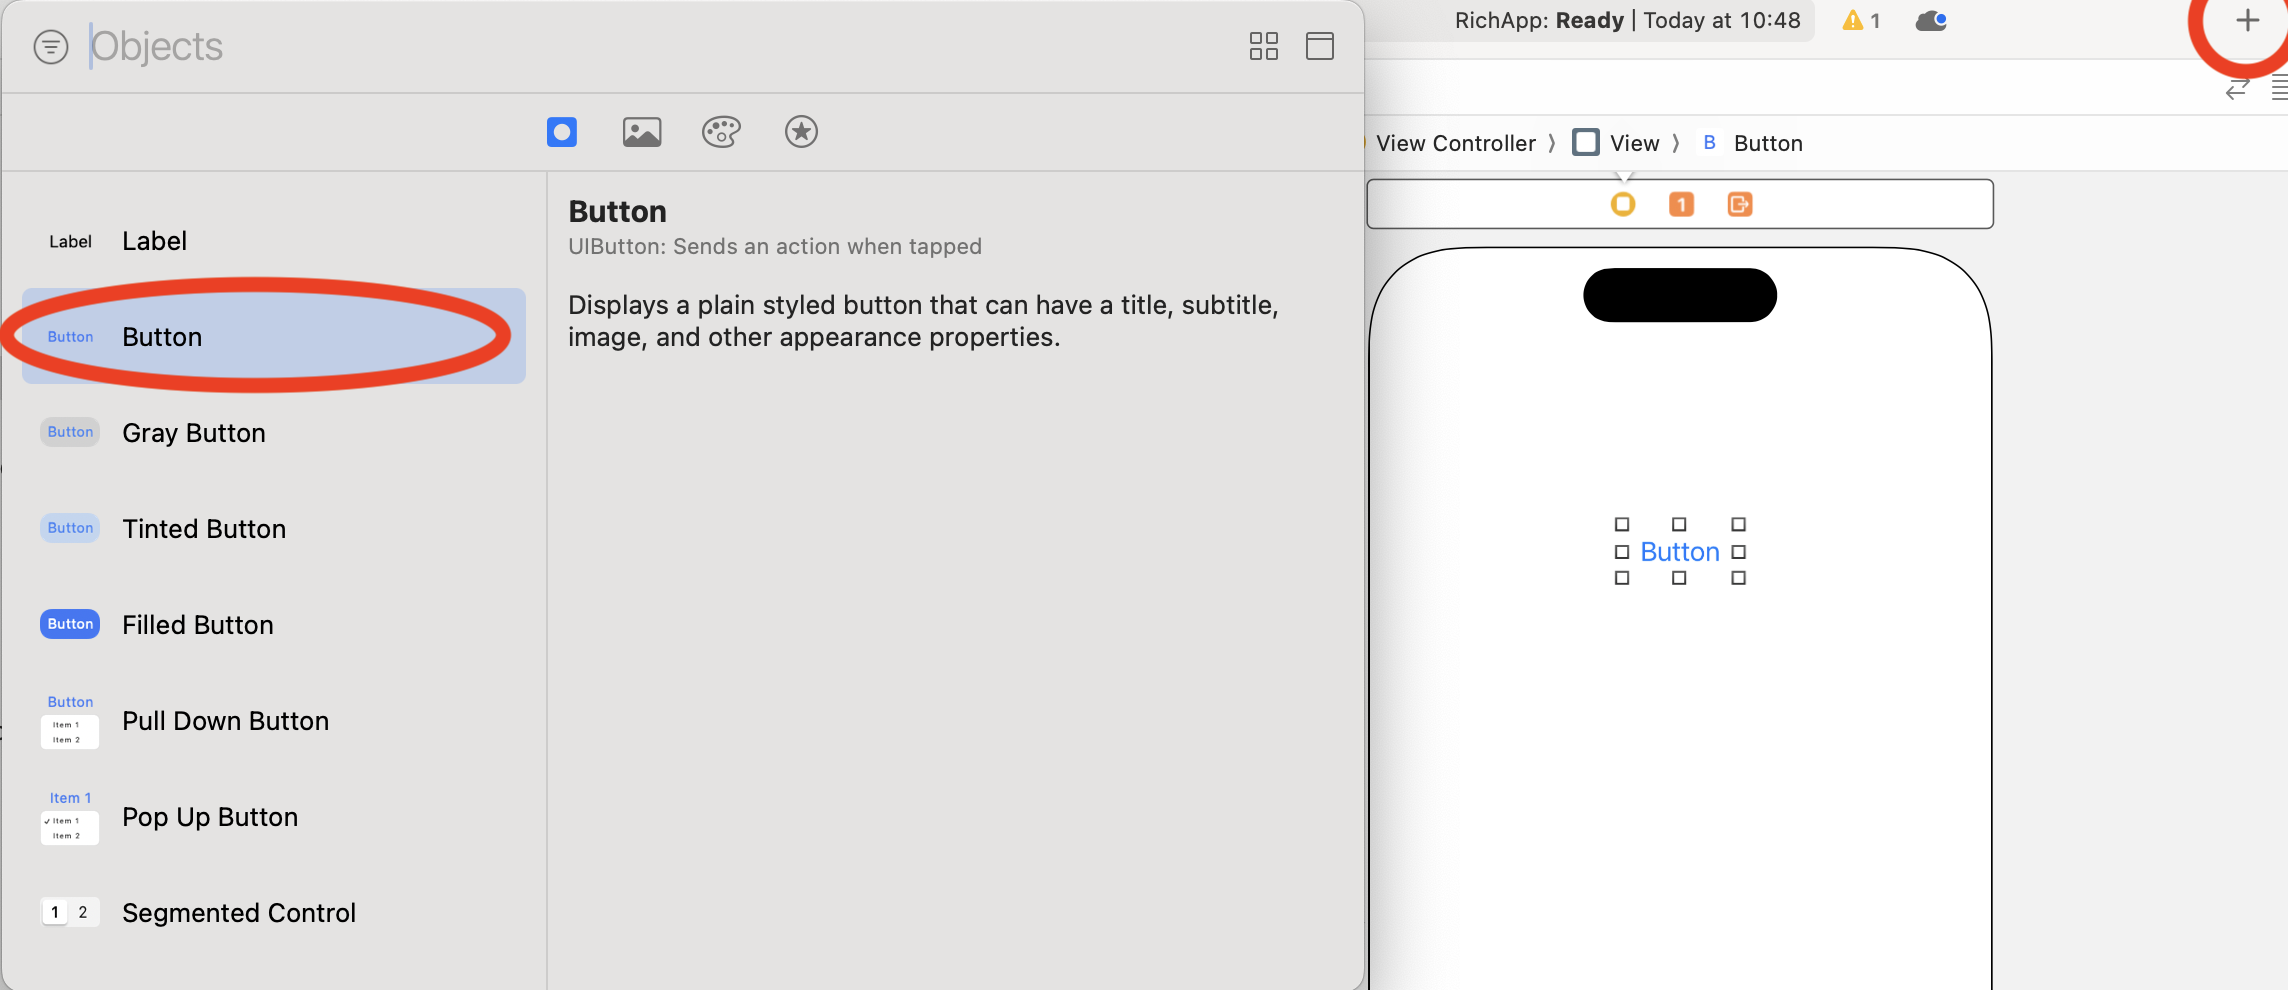 Objects
RichApp: Ready | Today at 10:48
1
View Controller
View
B
Button
1
Label
Label
Button
Button
Button
Gray Button
Button
Tinted Button
Button
Filled Button
Button
Item 1
Item 2
Pull Down Button
Item 1
Item 1
Item 2
Pop Up Button
1 2
Segmented Control
Button
UIButton: Sends an action when tapped
Displays a plain styled button that can have a title, subtitle,
image, and other appearance properties.
Button